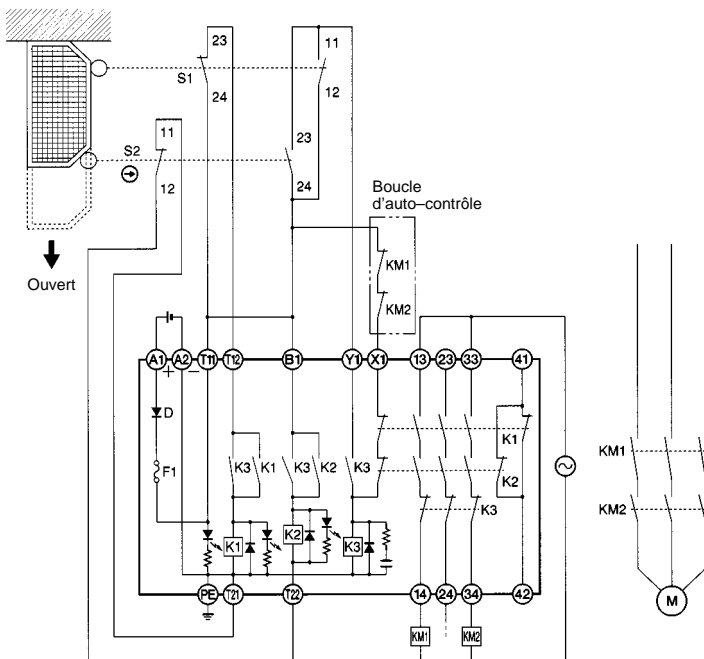 23
11
S1
24
12
11
23
S2
12
24
Boucle
d'auto–contrôle
KM1
KM2
Ouvert
A1
A2
T11
T12
B1
Y1
X1
13
23
33
41
+
−
D
F1
K3
K1
K3
K2
K3
K1
K2
K3
K1
K2
K3
KM1
KM2
M
PE
T21
T22
14
24
34
42
KM1
KM2